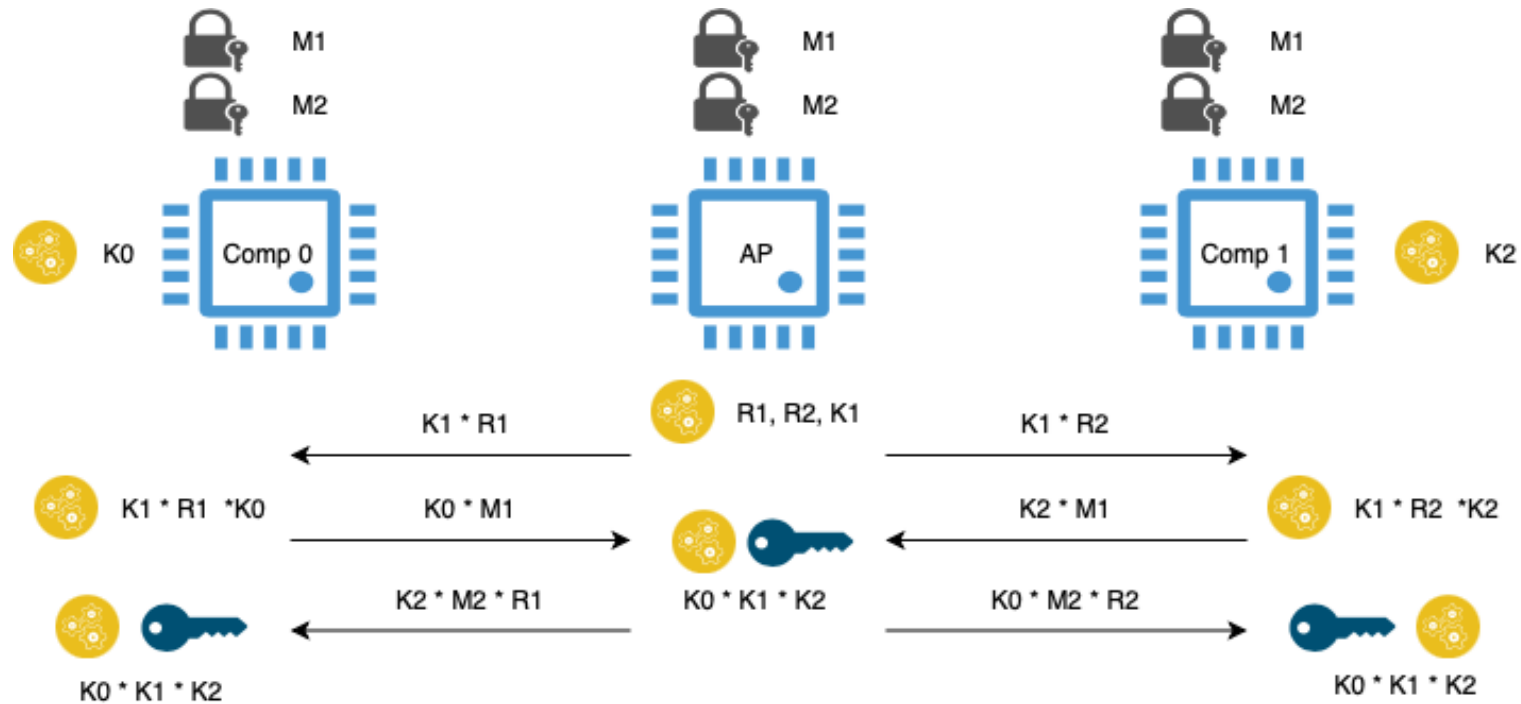 M1 M1 M1
M2 M2 M2
K0 Comp 0 AP Comp 1 K2
R1, R2, K1
K1 * R1 K1 * R2
K1 * R1 *K0 K0 * M1 K2 * M1 K1 * R2 *K2
K2 * M2 * R1 K0 * K1 * K2 K0 * M2 * R2
K0 * K1 * K2 K0 * K1 * K2